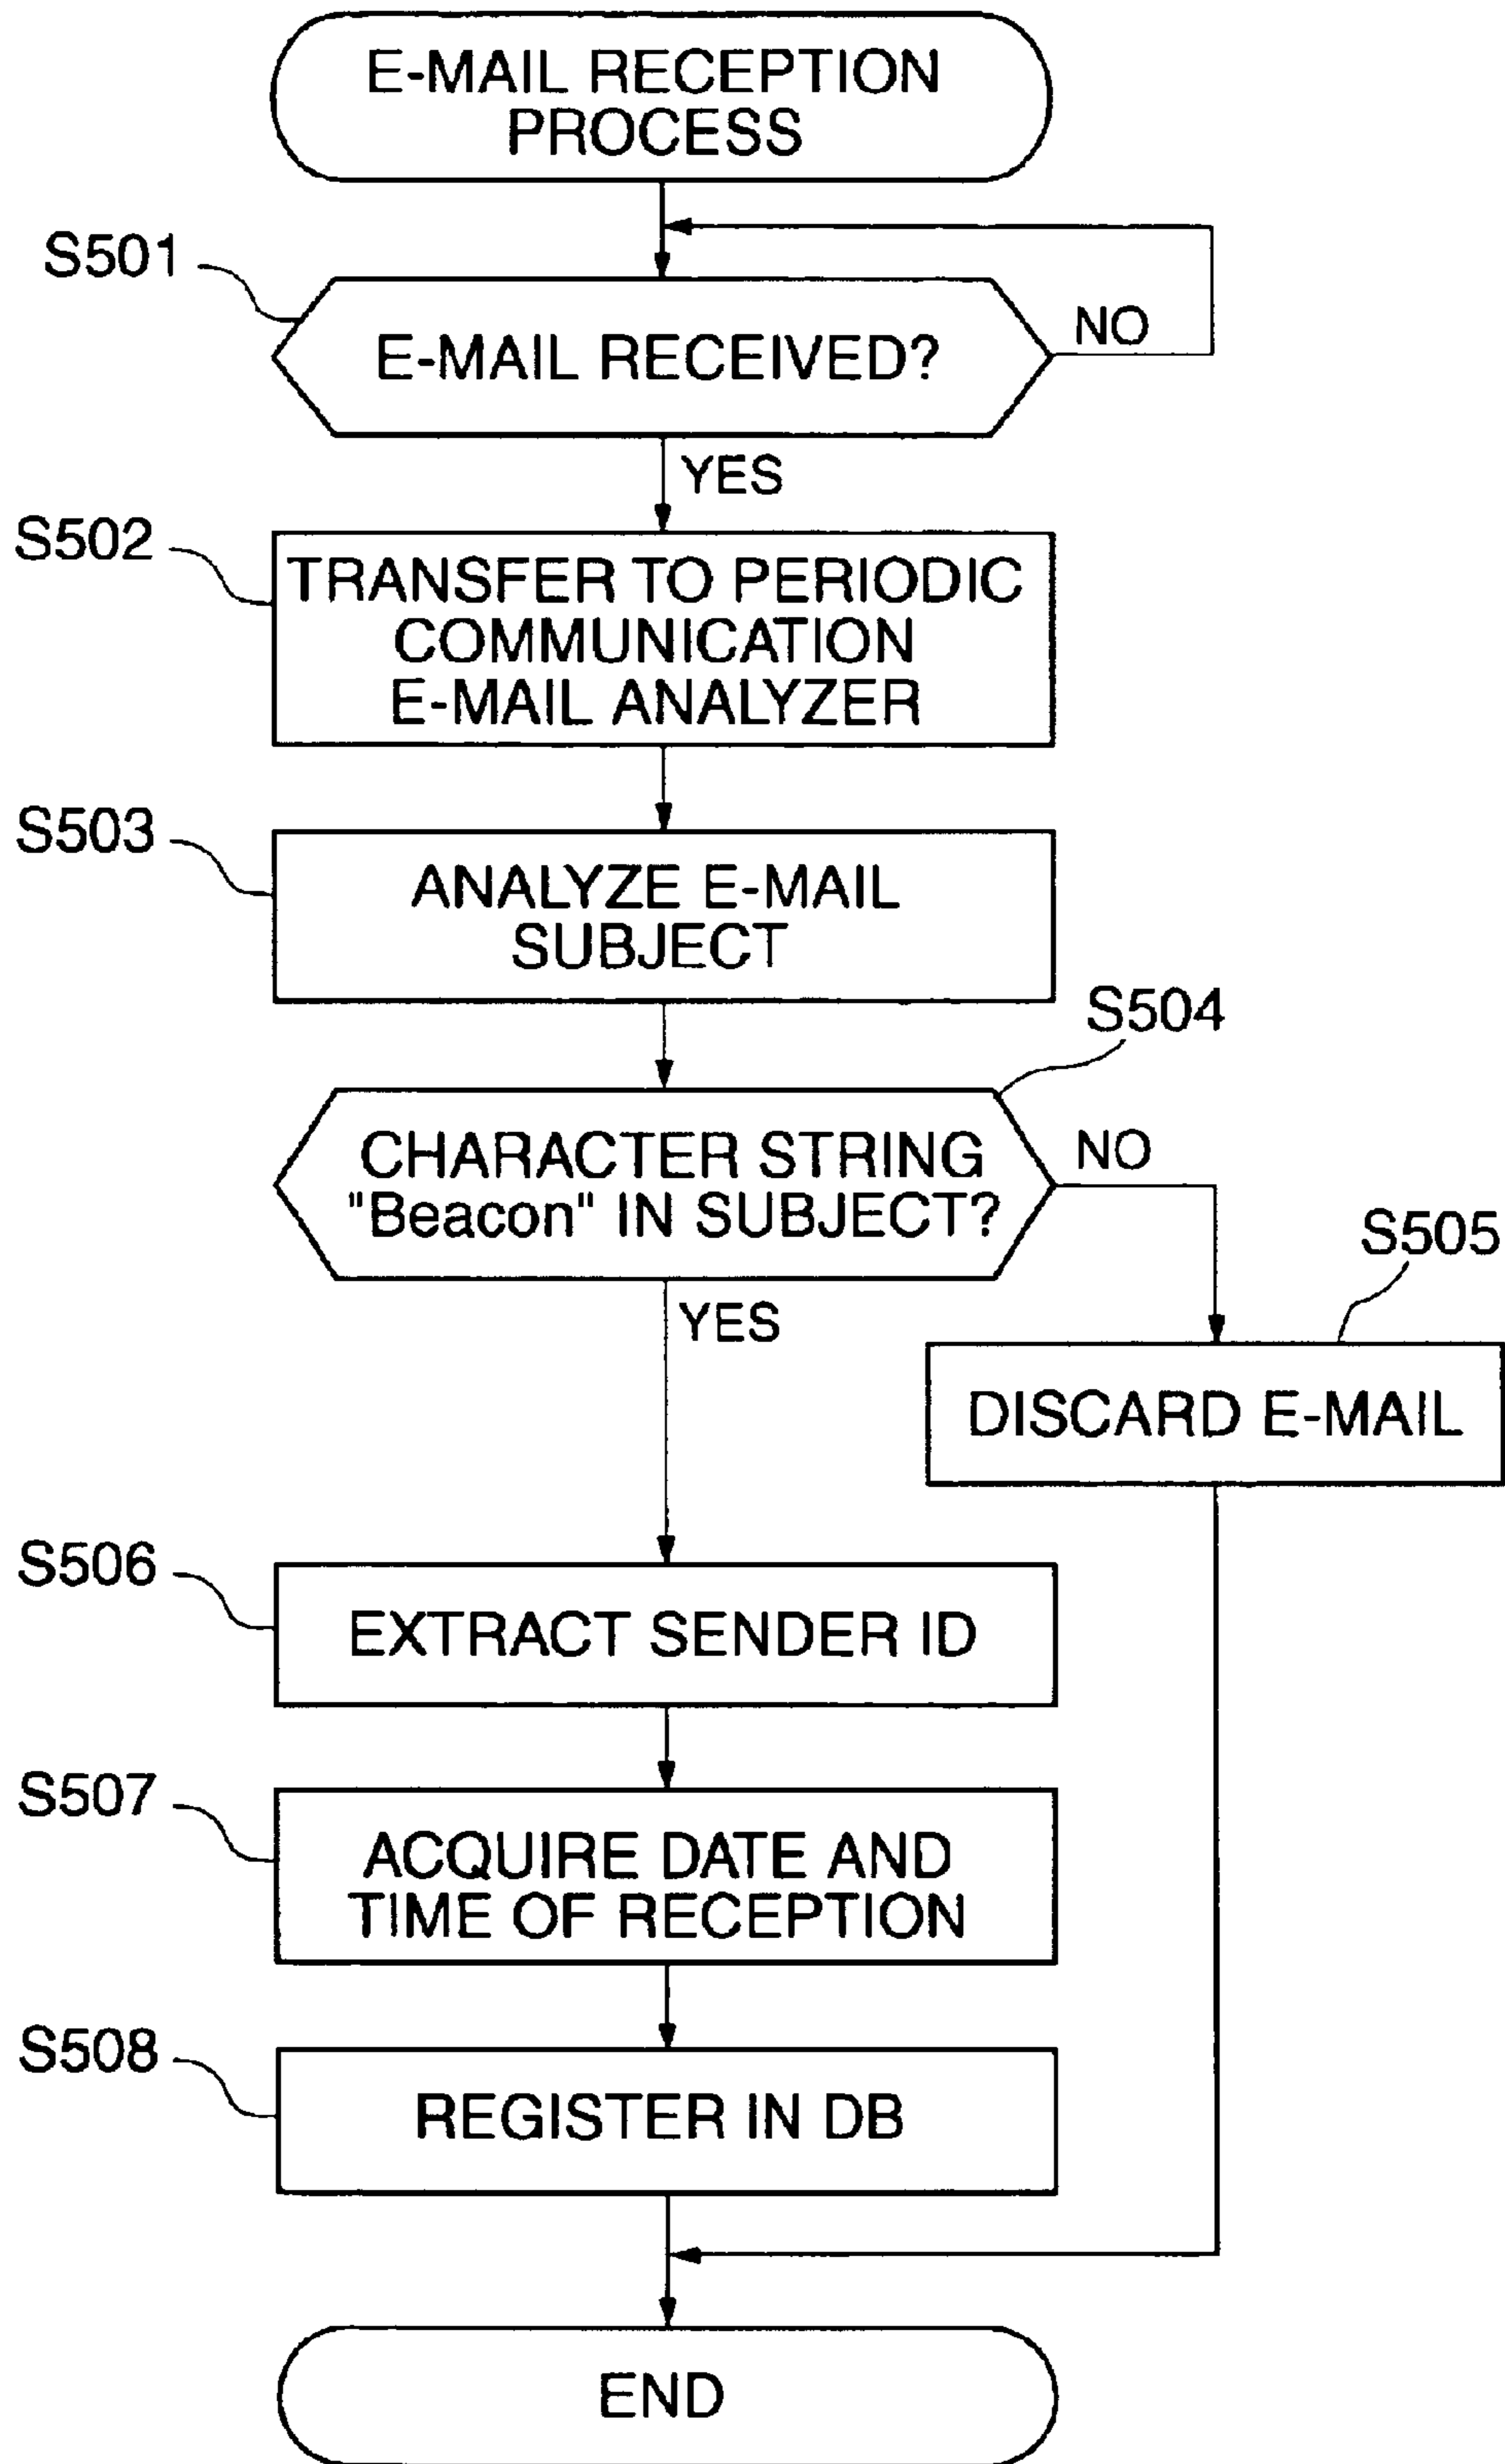 E-MAIL RECEPTION
PROCESS
S501
E-MAIL RECEIVED?
NO
YES
S502
TRANSFER TO PERIODIC
COMMUNICATION
E-MAIL ANALYZER
S503
ANALYZE E-MAIL
SUBJECT
S504
CHARACTER STRING
"Beacon" IN SUBJECT?
NO
YES
S505
DISCARD E-MAIL
S506
EXTRACT SENDER ID
S507
ACQUIRE DATE AND
TIME OF RECEPTION
S508
REGISTER IN DB
END